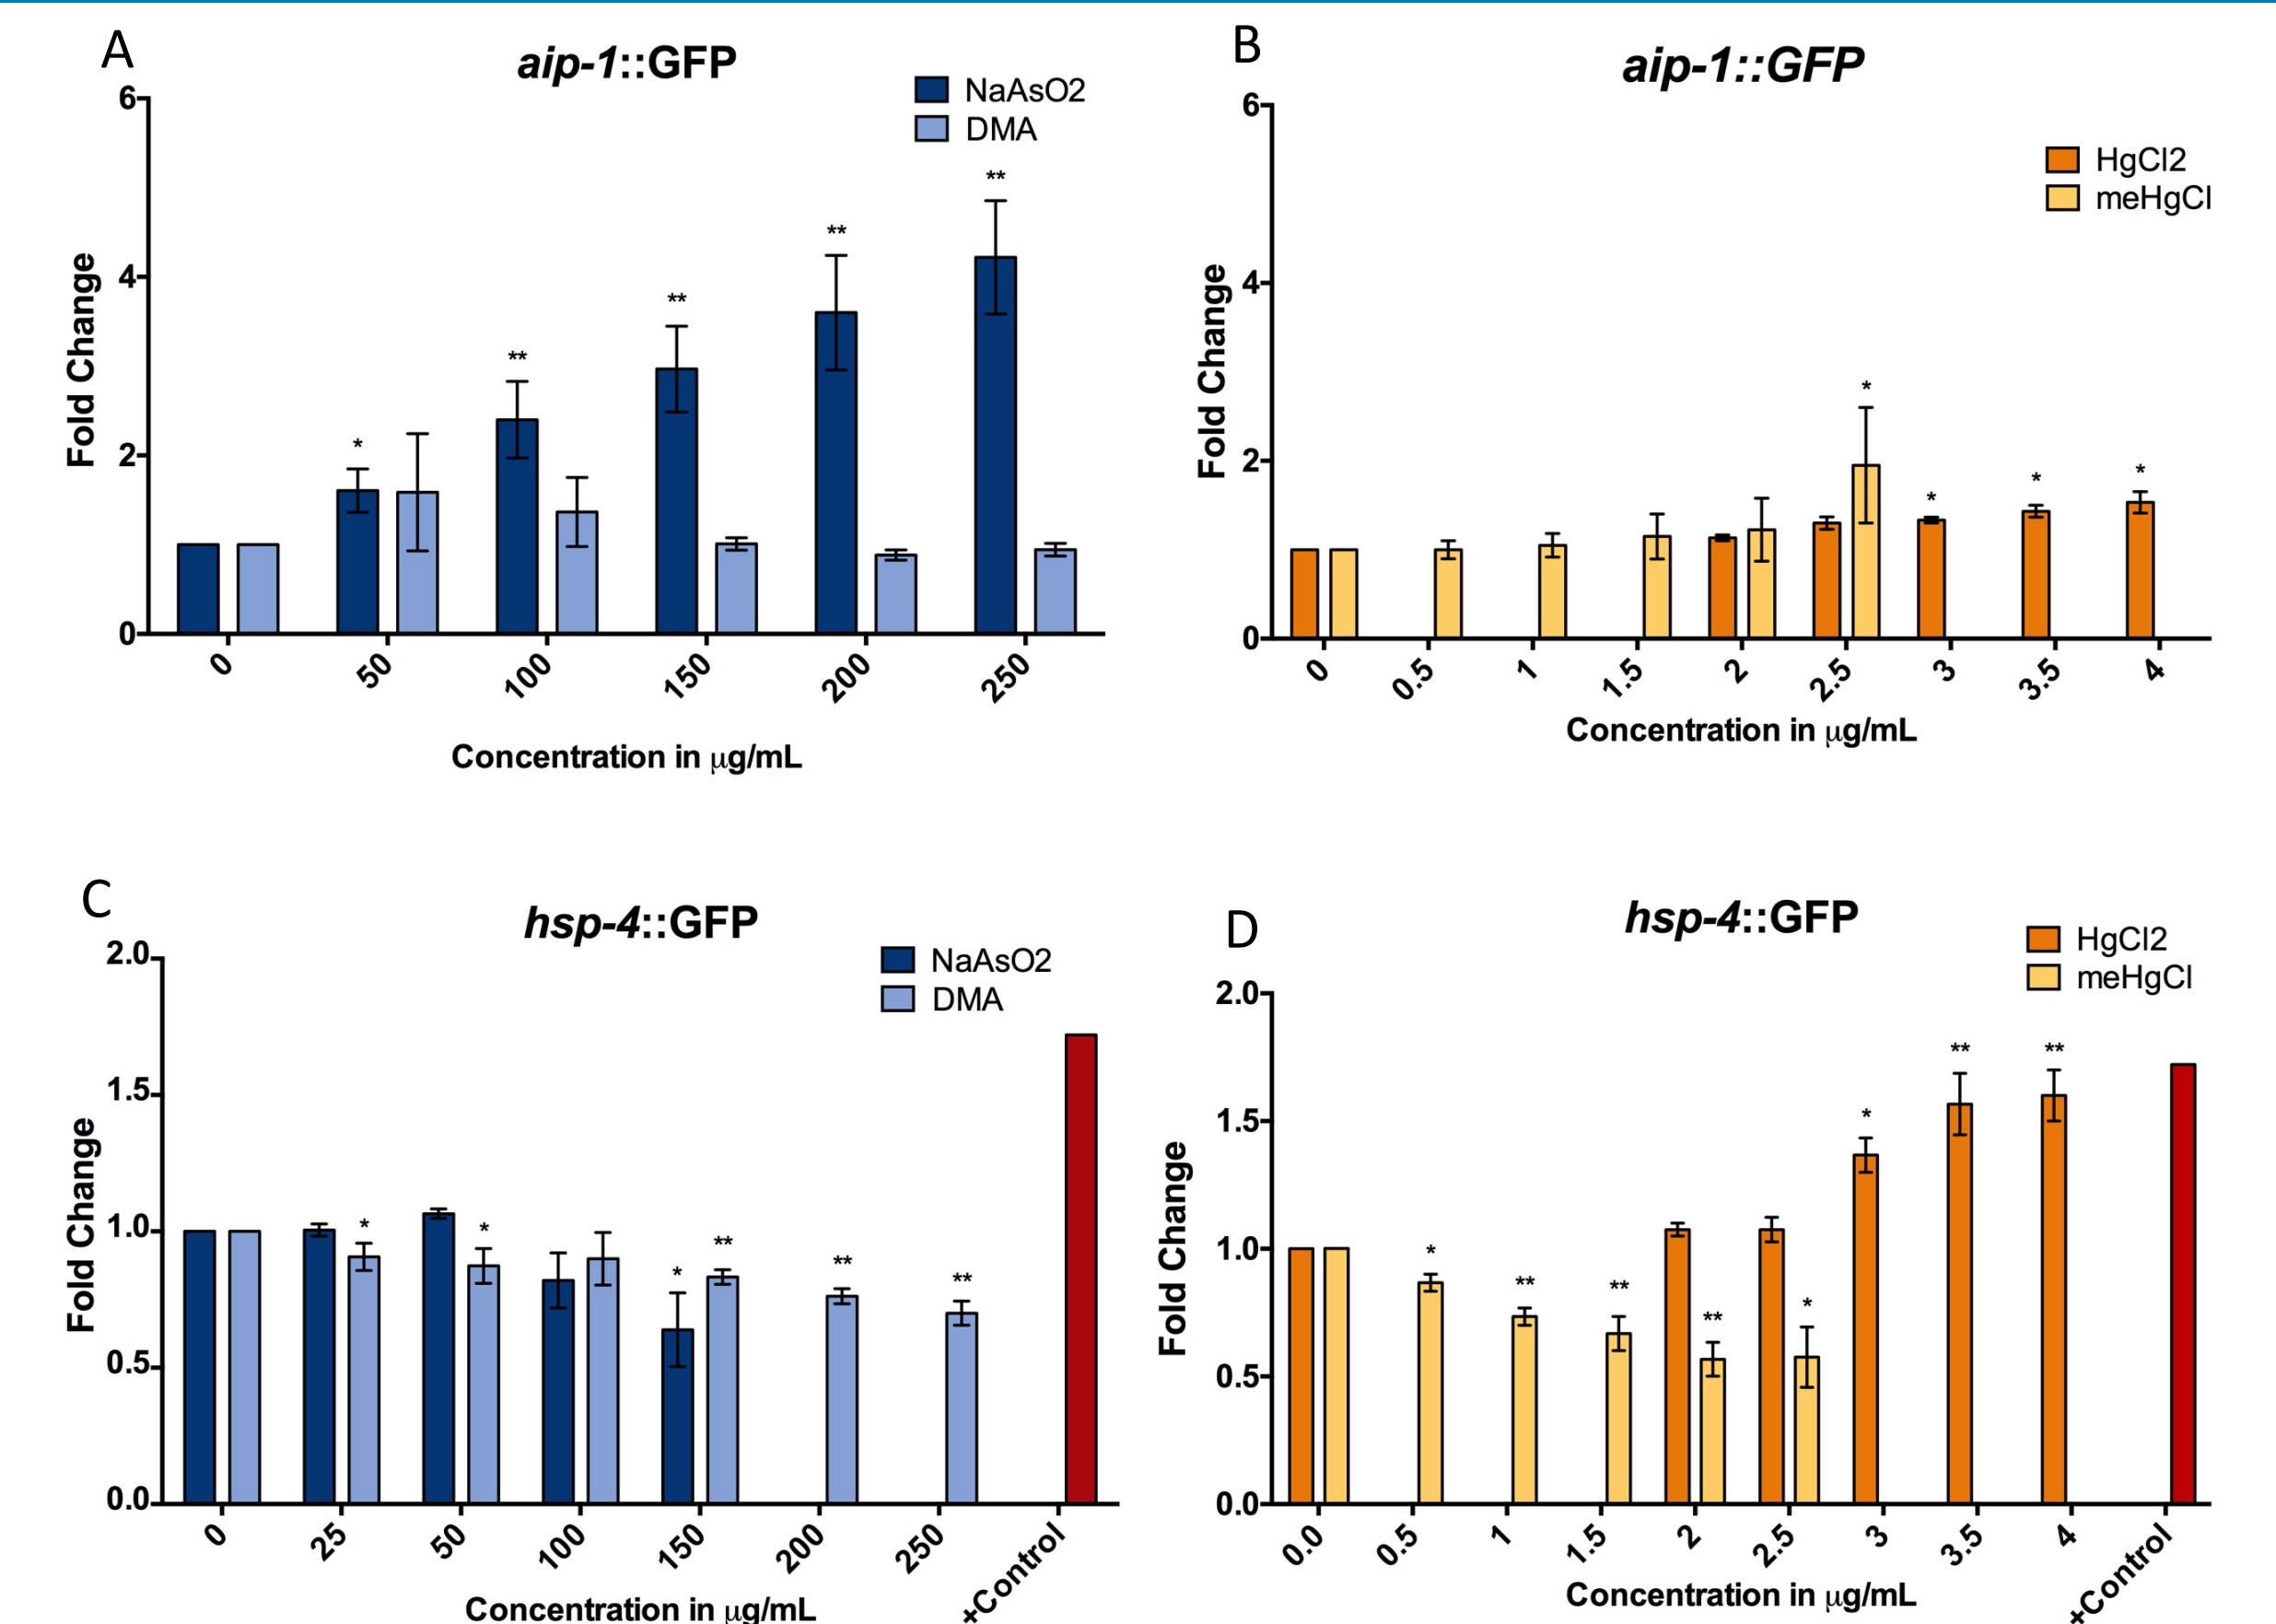 A
aip-1::GFP
NaAsO2
DMA
Fold Change
6
4
2
0
*
**
**
**
**
0 50 100 150 200 250
Concentration in μg/mL
B
aip-1::GFP
HgCl2
meHgCl
Fold Change
6
4
2
0
*
*
*
*
0 0.5 1 1.5 2 2.5 3 3.5 4
Concentration in μg/mL
C
hsp-4::GFP
NaAsO2
DMA
Fold Change
2.0
1.5
1.0
0.5
0.0
*
*
*
**
**
**
0 25 50 100 150 200 250 +Control
Concentration in μg/mL
D
hsp-4::GFP
HgCl2
meHgCl
Fold Change
2.0
1.5
1.0
0.5
0.0
*
**
**
**
*
*
**
**
0.0 0.5 1 1.5 2 2.5 3 3.5 4 +Control
Concentration in μg/mL